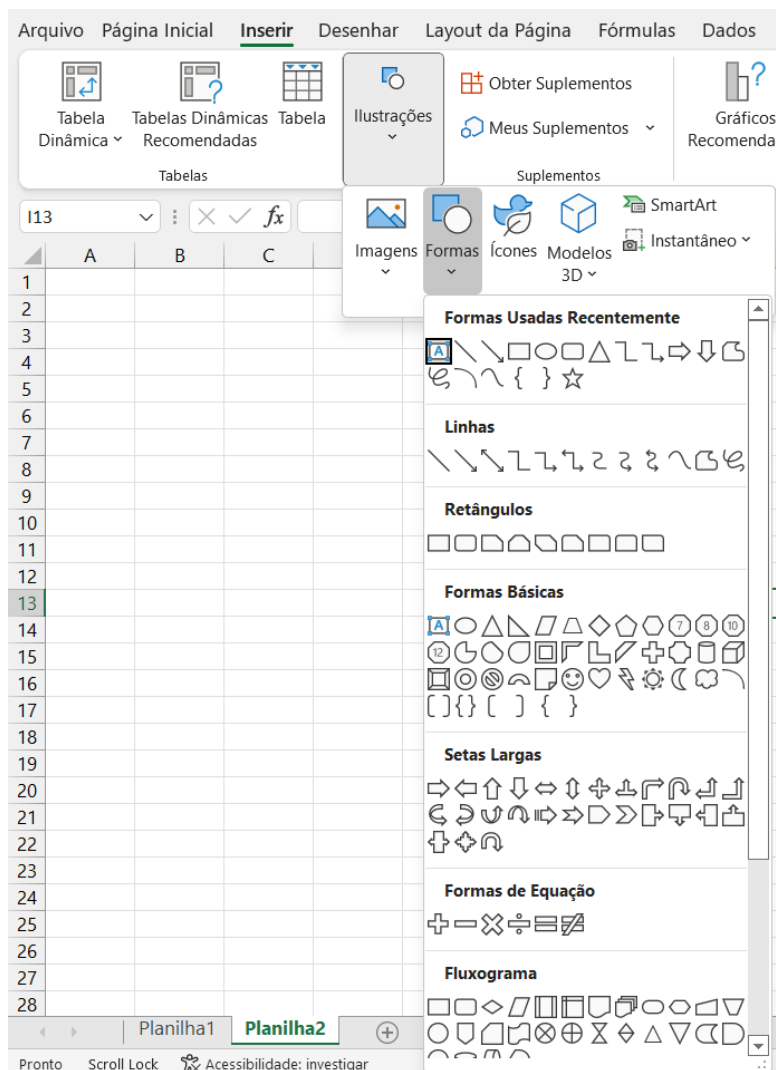 Arquivo Página Inicial Inserir Desenhar Layout da Página Fórmulas Dados
Tabela Dinâmica
Tabelas Dinâmicas Recomendadas
Tabela
Ilustrações
Obter Suplementos
Meus Suplementos
Gráficos
Recomenda
Tabelas
Suplementos
I13
fx
Imagens
Formas
Ícones
Modelos 3D
SmartArt
Instantâneo
A B C
1
2
3
4
5
6
7
8
9
10
11
12
13
14
15
16
17
18
19
20
21
22
23
24
25
26
27
28
Formas Usadas Recentemente
A
Linhas
Retângulos
Formas Básicas
A 7 8 10
12
Setas Largas
Formas de Equação
Fluxograma
Planilha1 Planilha2
Pronto Scroll Lock Acessibilidade: investigar